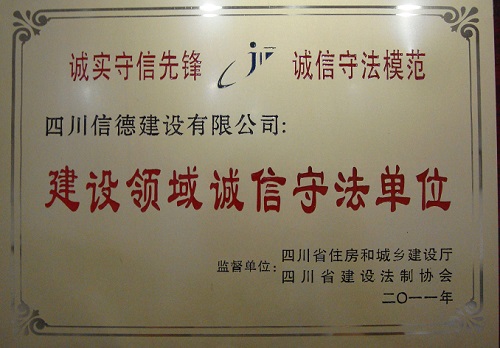 诚实守信先锋 诚信守法模范
四川信德建设有限公司:
建设领域诚信守法单位
监督单位: 四川省住房和城乡建设厅
四川省建设法制协会
二〇一一年